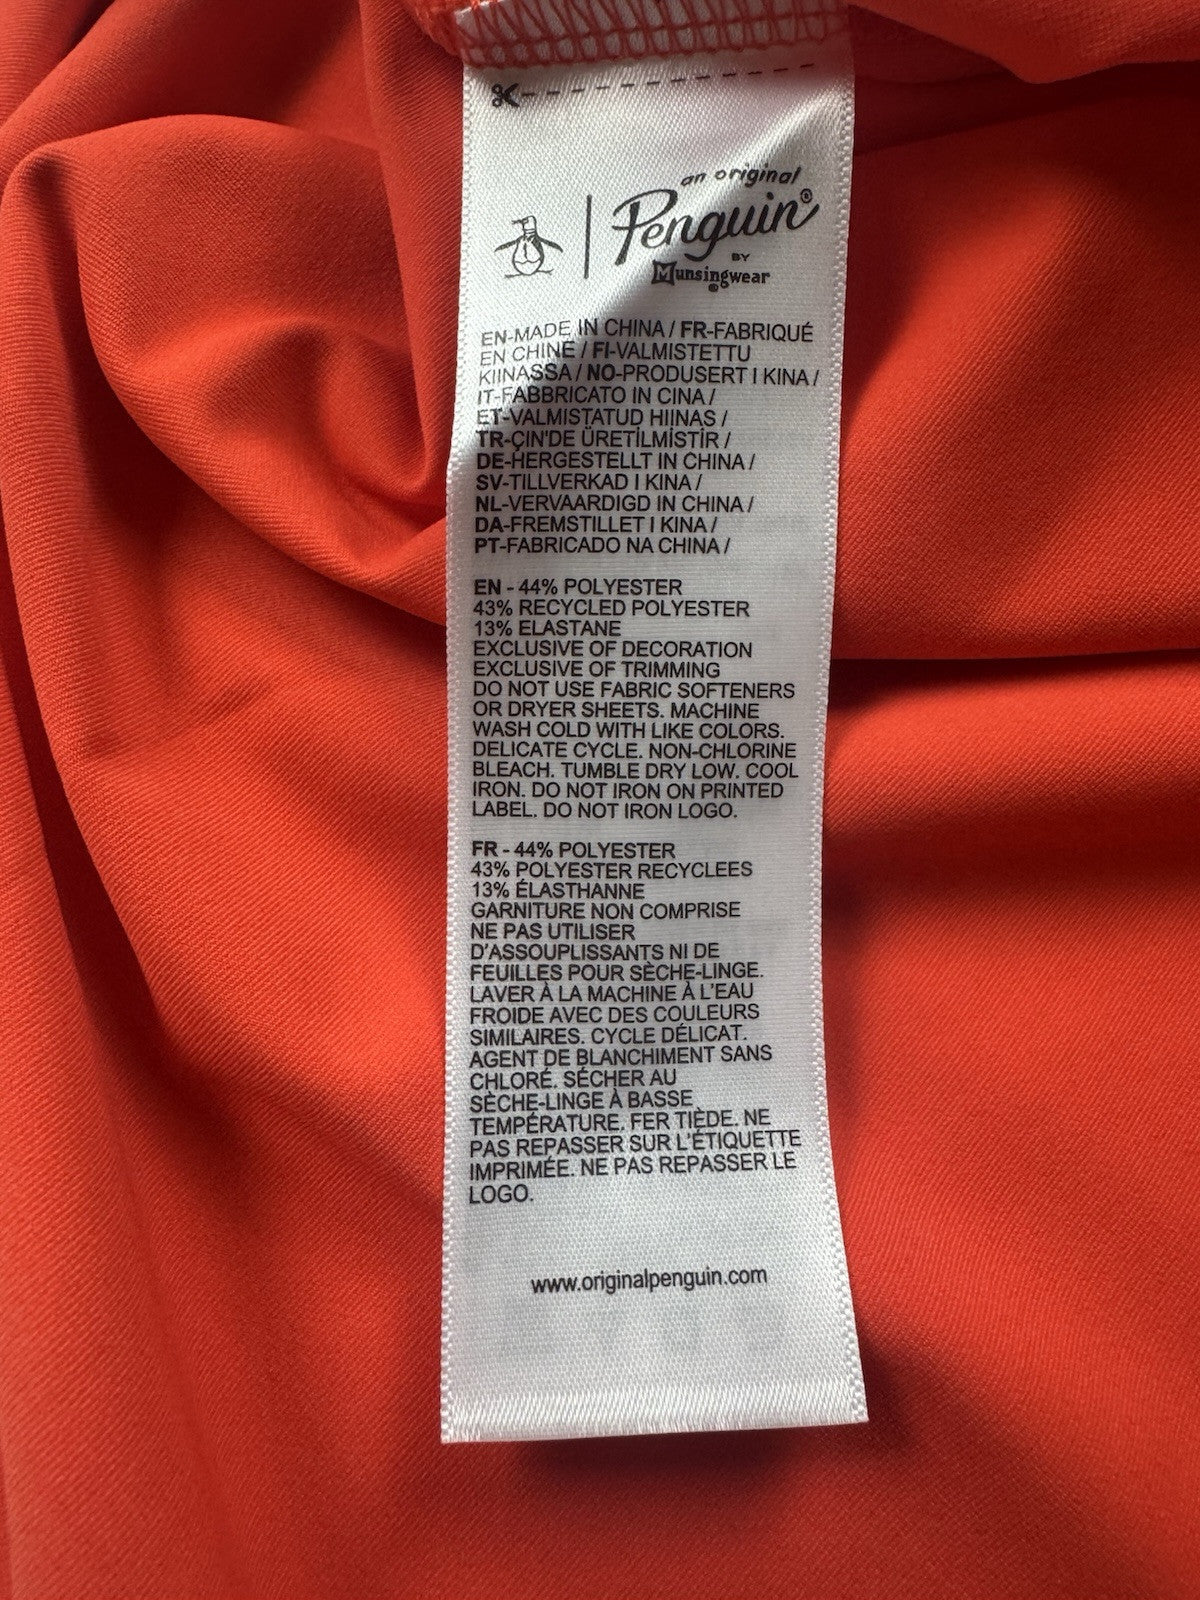 an original
Penguin®
BY
Munsingwear
®
EN-MADE IN CHINA / FR-FABRIQUÉ
EN CHINE / FI-VALMISTETTU
KIINASSA / NO-PRODUSERT I KINA /
IT-FABBRICATO IN CINA /
ET-VALMISTATUD HIINAS /
TR-ÇIN'DE ÜRETİLMİSTİR /
DE-HERGESTELLT IN CHINA /
SV-TILLVERKAD I KINA /
NL-VERVAARDIGD IN CHINA /
DA-FREMSTILLET I KINA /
PT-FABRICADO NA CHINA /
EN - 44% POLYESTER
43% RECYCLED POLYESTER
13% ELASTANE
EXCLUSIVE OF DECORATION
EXCLUSIVE OF TRIMMING
DO NOT USE FABRIC SOFTENERS
OR DRYER SHEETS. MACHINE
WASH COLD WITH LIKE COLORS.
DELICATE CYCLE. NON-CHLORINE
BLEACH. TUMBLE DRY LOW. COOL
IRON. DO NOT IRON ON PRINTED
LABEL. DO NOT IRON LOGO.
FR - 44% POLYESTER
43% POLYESTER RECYCLEES
13% ÉLASTHANNE
GARNITURE NON COMPRISE
NE PAS UTILISER
D'ASSOUPLISSANTS NI DE
FEUILLES POUR SÈCHE-LINGE.
LAVER À LA MACHINE À L'EAU
FROIDE AVEC DES COULEURS
SIMILAIRES. CYCLE DÉLICAT.
AGENT DE BLANCHIMENT SANS
CHLORÉ. SÉCHER AU
SÈCHE-LINGE À BASSE
TEMPÉRATURE. FER TIÈDE. NE
PAS REPASSER SUR L'ÉTIQUETTE
IMPRIMÉE. NE PAS REPASSER LE
LOGO.
www.originalpenguin.com